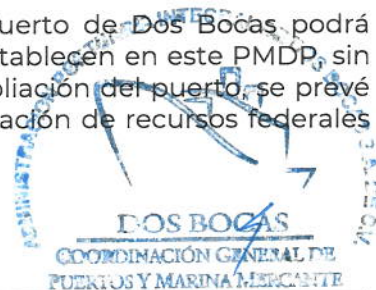 uerto de Dos Bocas podrá
tablecen en este PMDP, sin
oliación del puerto, se prevé
ación de recursos federales
DOS BOCAS
COORDINACIÓN GENERAL DE
PUERTOS Y MARINA MERCANTE